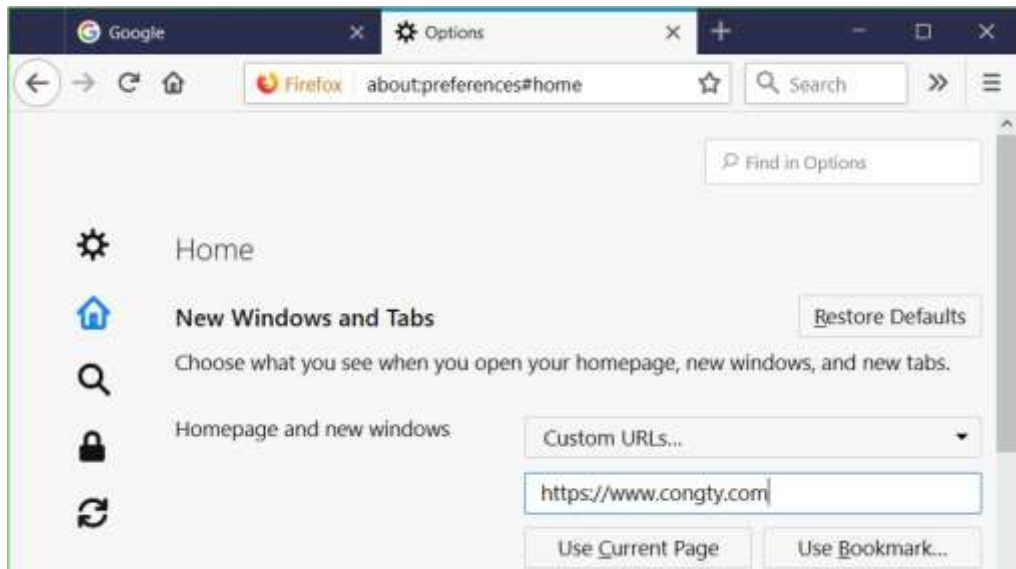 Google
Options
Firefox about:preferences#home
Search
Find in Options
Home
New Windows and Tabs
Restore Defaults
Choose what you see when you open your homepage, new windows, and new tabs.
Homepage and new windows
Custom URLs...
https://www.congty.com
Use Current Page
Use Bookmark...